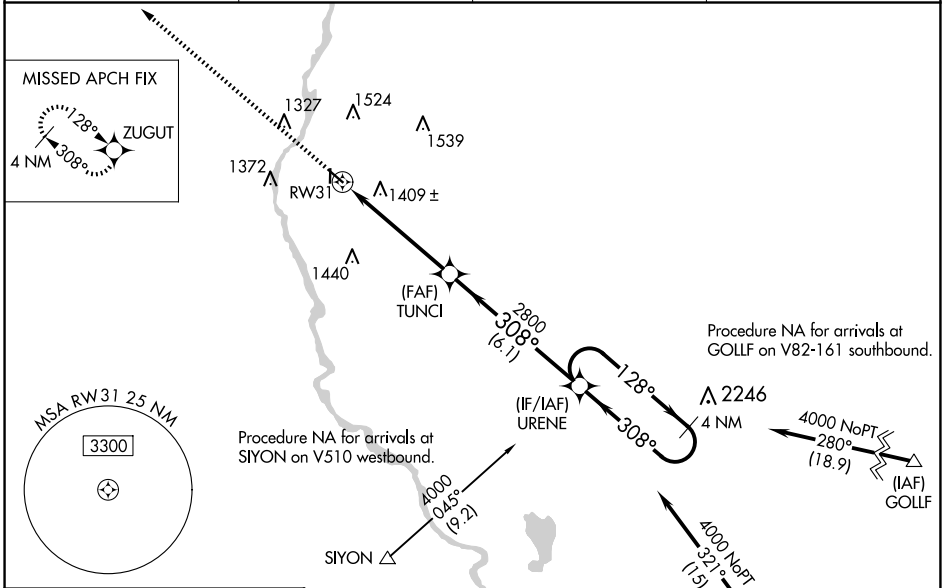 MISSED APCH FIX
128°
ZUGUT
4 NM
308°
1327
1524
1539
1372
RW31
1409 ±
1440
(FAF)
TUNCI
2800
308°
(6.1)
Procedure NA for arrivals at
GOLLF on V82-161 southbound.
128°
2246
(IF/IAF)
URENE
308°
4 NM
4000 NoPT
280°
(18.9)
(IAF)
GOLLF
MSA RW31 25 NM
3300
Procedure NA for arrivals at
SIYON on V510 westbound.
4000
045°
(9.2)
SIYON
4000 NoPT
321°
(15)